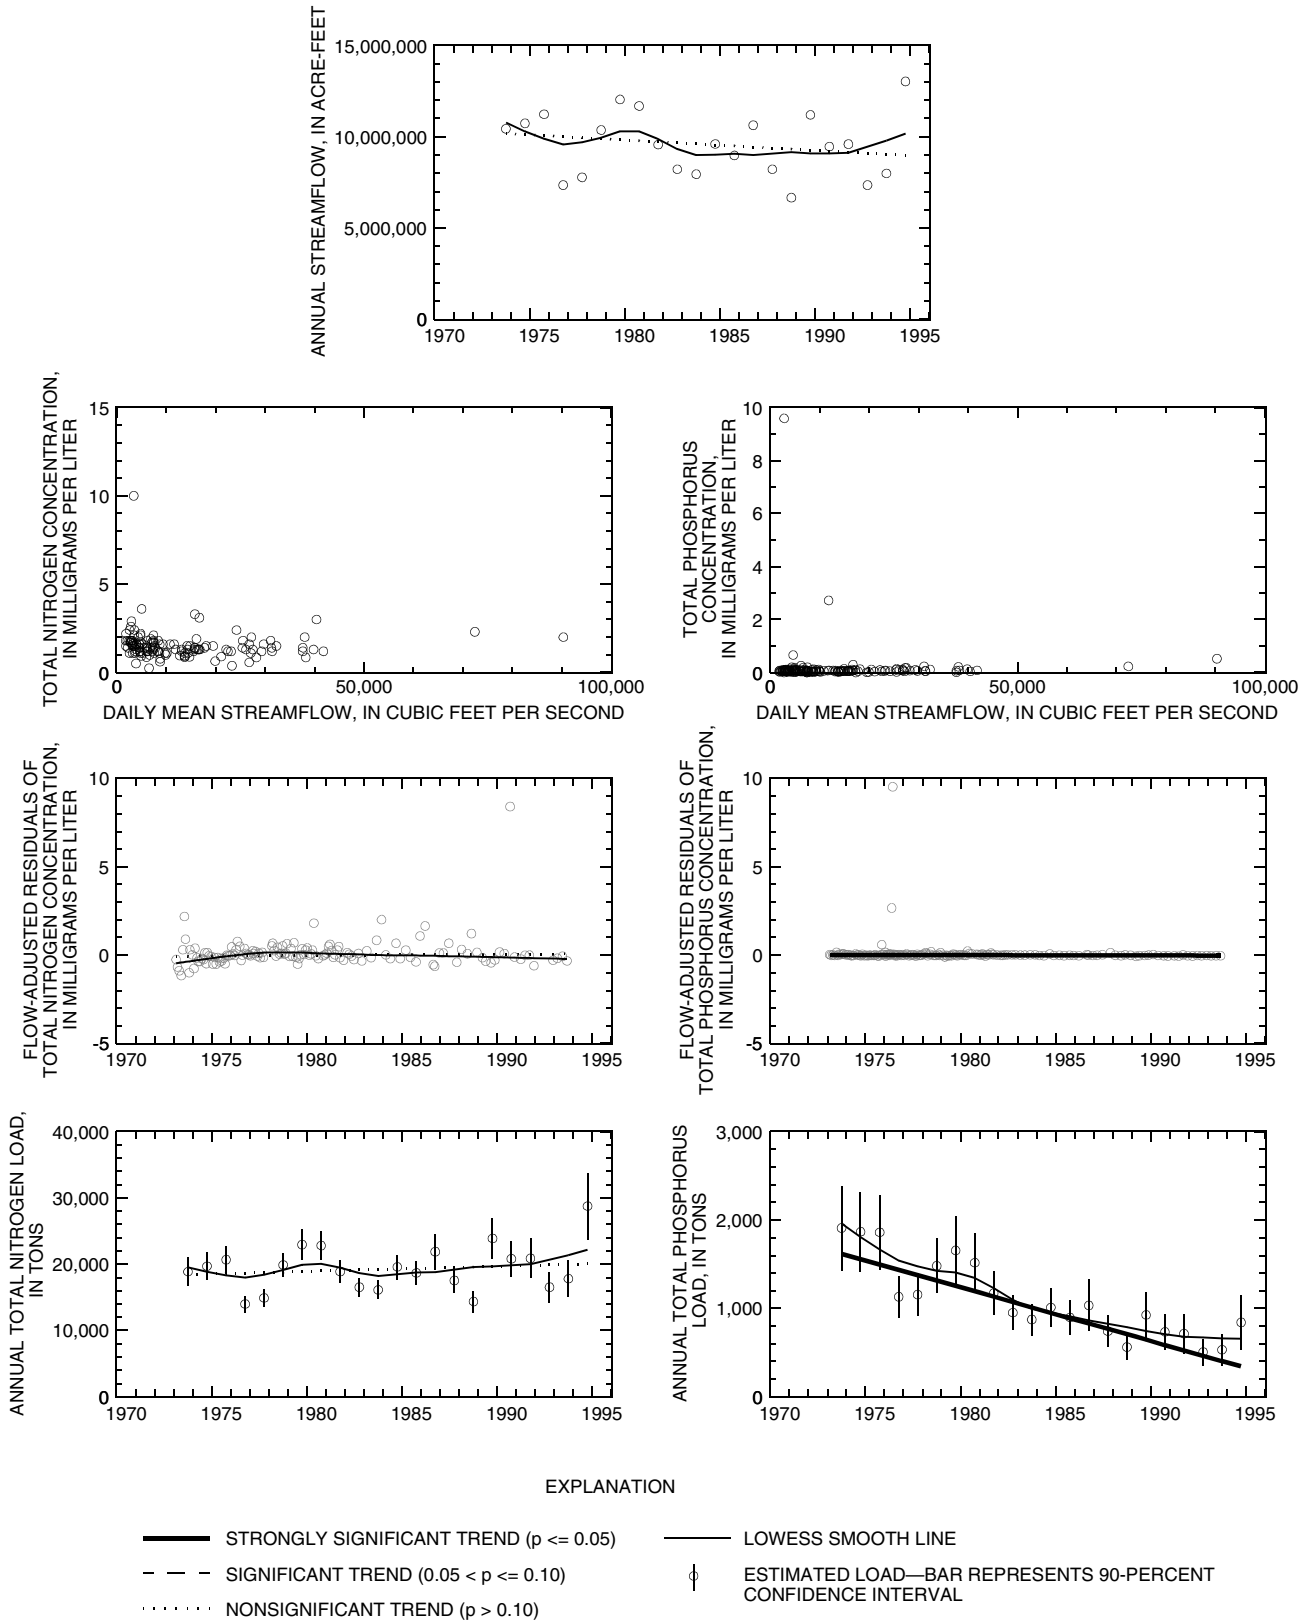 ANNUAL STREAMFLOW, IN ACRE-FEET
15,000,000
10,000,000
5,000,000
0
1970 1975 1980 1985 1990 1995
TOTAL NITROGEN CONCENTRATION,
IN MILLIGRAMS PER LITER
15
10
5
0
0 50,000 100,000
DAILY MEAN STREAMFLOW, IN CUBIC FEET PER SECOND
TOTAL PHOSPHORUS
CONCENTRATION,
IN MILLIGRAMS PER LITER
10
8
6
4
2
0
0 50,000 100,000
DAILY MEAN STREAMFLOW, IN CUBIC FEET PER SECOND
FLOW-ADJUSTED RESIDUALS OF
TOTAL NITROGEN CONCENTRATION,
IN MILLIGRAMS PER LITER
10
5
0
-5
1970 1975 1980 1985 1990 1995
FLOW-ADJUSTED RESIDUALS OF
TOTAL PHOSPHORUS CONCENTRATION,
IN MILLIGRAMS PER LITER
10
5
0
-5
1970 1975 1980 1985 1990 1995
ANNUAL TOTAL NITROGEN LOAD,
IN TONS
40,000
30,000
20,000
10,000
0
1970 1975 1980 1985 1990 1995
ANNUAL TOTAL PHOSPHORUS
LOAD, IN TONS
3,000
2,000
1,000
0
1970 1975 1980 1985 1990 1995
EXPLANATION
STRONGLY SIGNIFICANT TREND (p <= 0.05)
SIGNIFICANT TREND (0.05 < p <= 0.10)
NONSIGNIFICANT TREND (p > 0.10)
LOWESS SMOOTH LINE
ESTIMATED LOAD—BAR REPRESENTS 90-PERCENT
CONFIDENCE INTERVAL